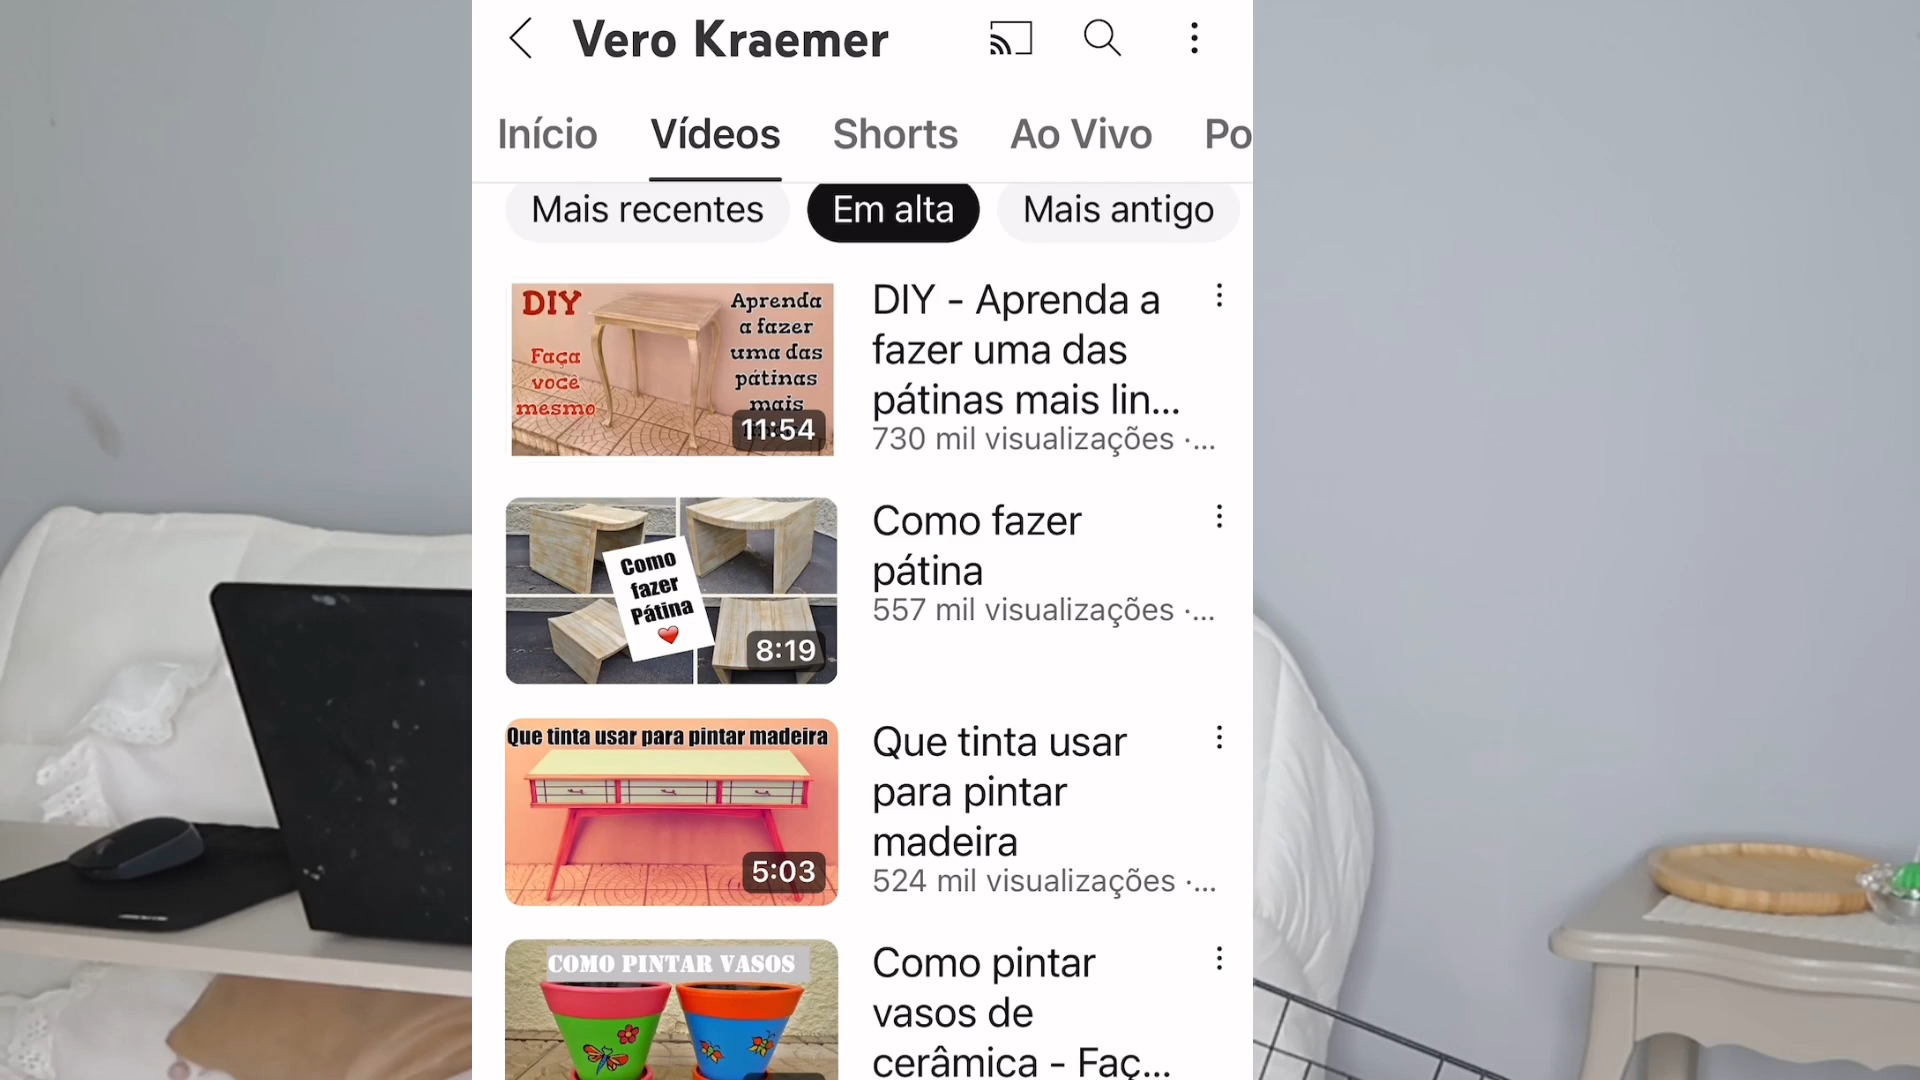 Vero Kraemer
Início Vídeos Shorts Ao Vivo Po
Mais recentes Em alta Mais antigo
DIY
Faça
você
mesmo
Aprenda
a fazer
uma das
pátinas
mais
11:54
DIY - Aprenda a
fazer uma das
pátinas mais lin...
730 mil visualizações ·...
Como
fazer
Pátina
8:19
Como fazer
pátina
557 mil visualizações ·...
Que tinta usar para pintar madeira
5:03
Que tinta usar
para pintar
madeira
524 mil visualizações ·...
COMO PINTAR VASOS
Como pintar
vasos de
cerâmica - Faç...